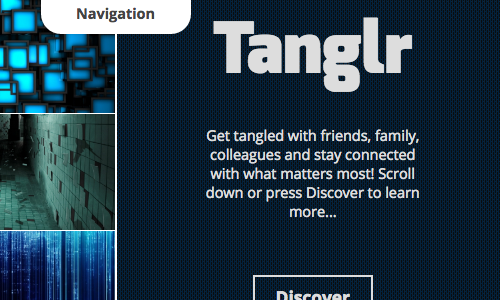 Navigation
Tanglr
Get tangled with friends, family,
colleagues and stay connected
with what matters most! Scroll
down or press Discover to learn
more...
Discover